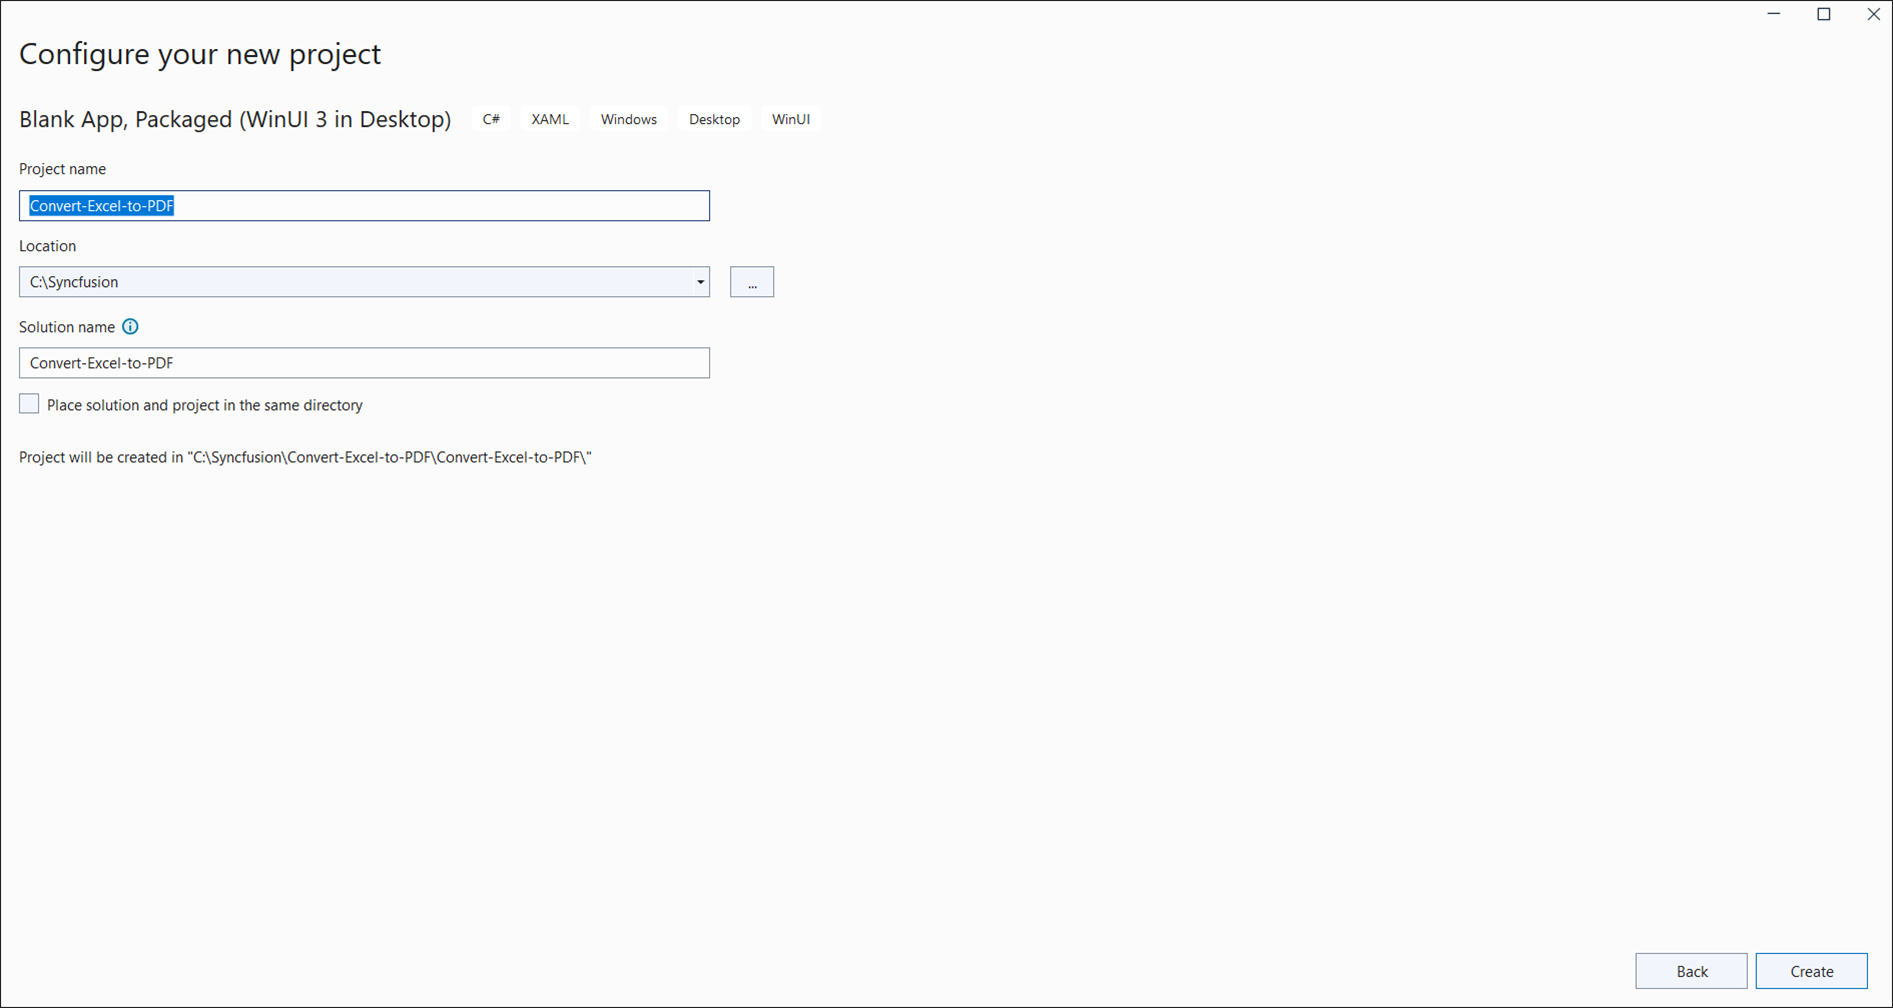 Configure your new project
Blank App, Packaged (WinUI 3 in Desktop) C# XAML Windows Desktop WinUI
Project name
Convert-Excel-to-PDF
Location
C:\Syncfusion
...
Solution name
Convert-Excel-to-PDF
Place solution and project in the same directory
Project will be created in "C:\Syncfusion\Convert-Excel-to-PDF\Convert-Excel-to-PDF\"
Back Create